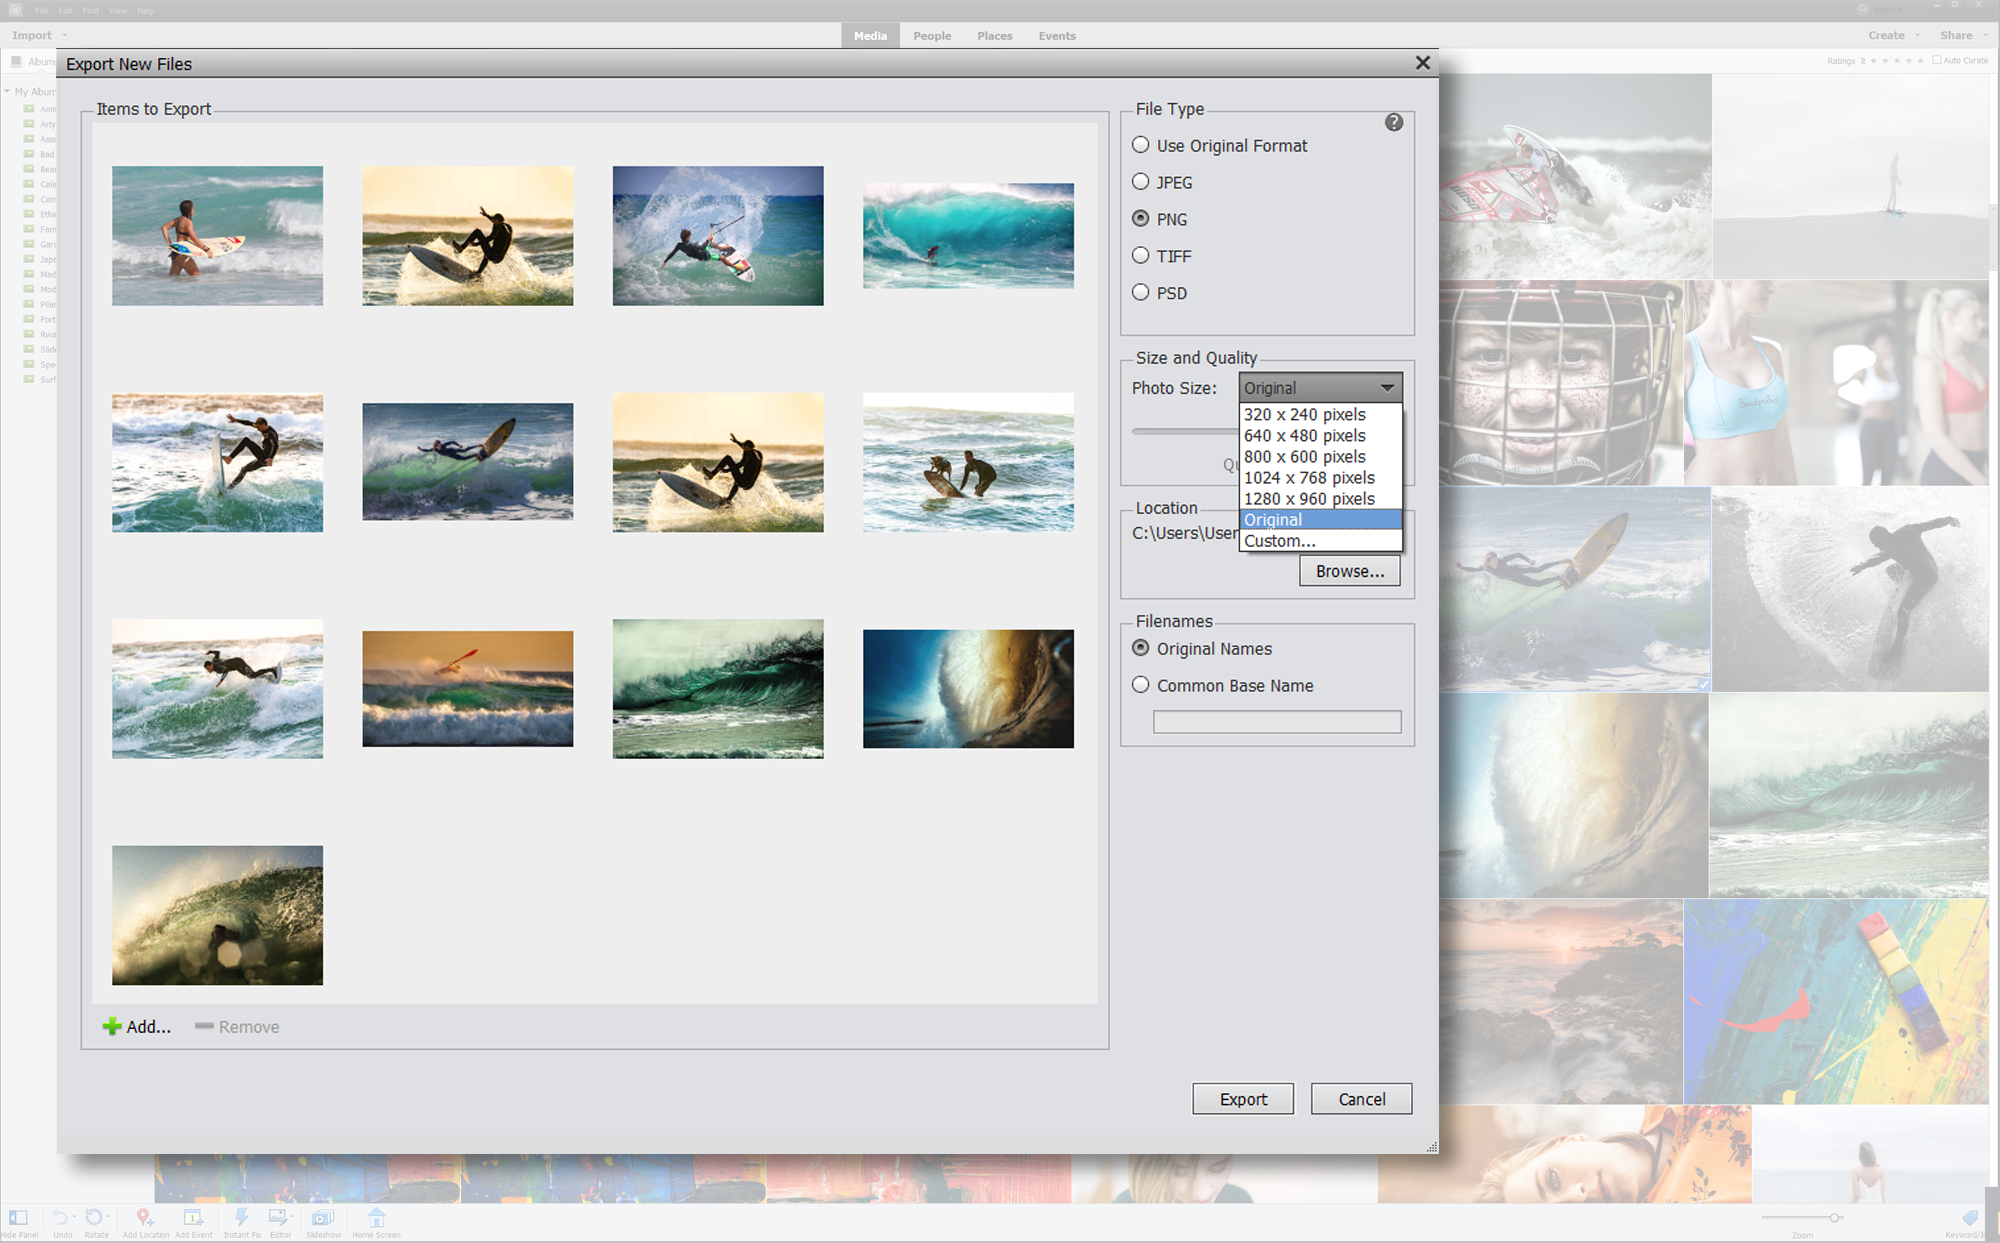 File Edit Find View Help
Search
Import
Media People Places Events
Create Share
Export New Files
Ratings ≥
Auto Curate
Items to Export
File Type
Use Original Format
JPEG
PNG
TIFF
PSD
Size and Quality
Photo Size: Original
320 x 240 pixels
640 x 480 pixels
800 x 600 pixels
1024 x 768 pixels
1280 x 960 pixels
Original
Custom...
Location
C:\Users\User
Browse...
Filenames
Original Names
Common Base Name
Add... Remove
Export Cancel
Hide Panel Undo Rotate Add Location Add Event Instant Fix Editor Slideshow Home Screen
Zoom